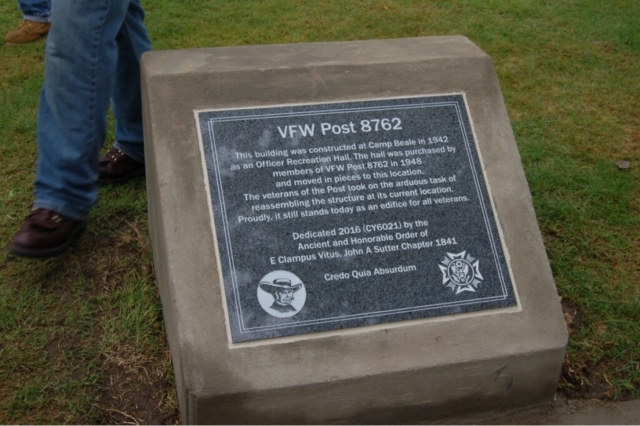 VFW Post 8762
This building was constructed at Camp Beale in 1942
as an Officer Recreation Hall. The hall was purchased by
members of VFW Post 8762 in 1948
and moved in pieces to this location.
The veterans of the Post took on the arduous task of
reassembling the structure at its current location.
Proudly, it still stands today as an edifice for all veterans.
Dedicated 2016 (CY6021) by the
Ancient and Honorable Order of
E Clampus Vitus, John A Sutter Chapter 1841
Credo Quia Absurdum